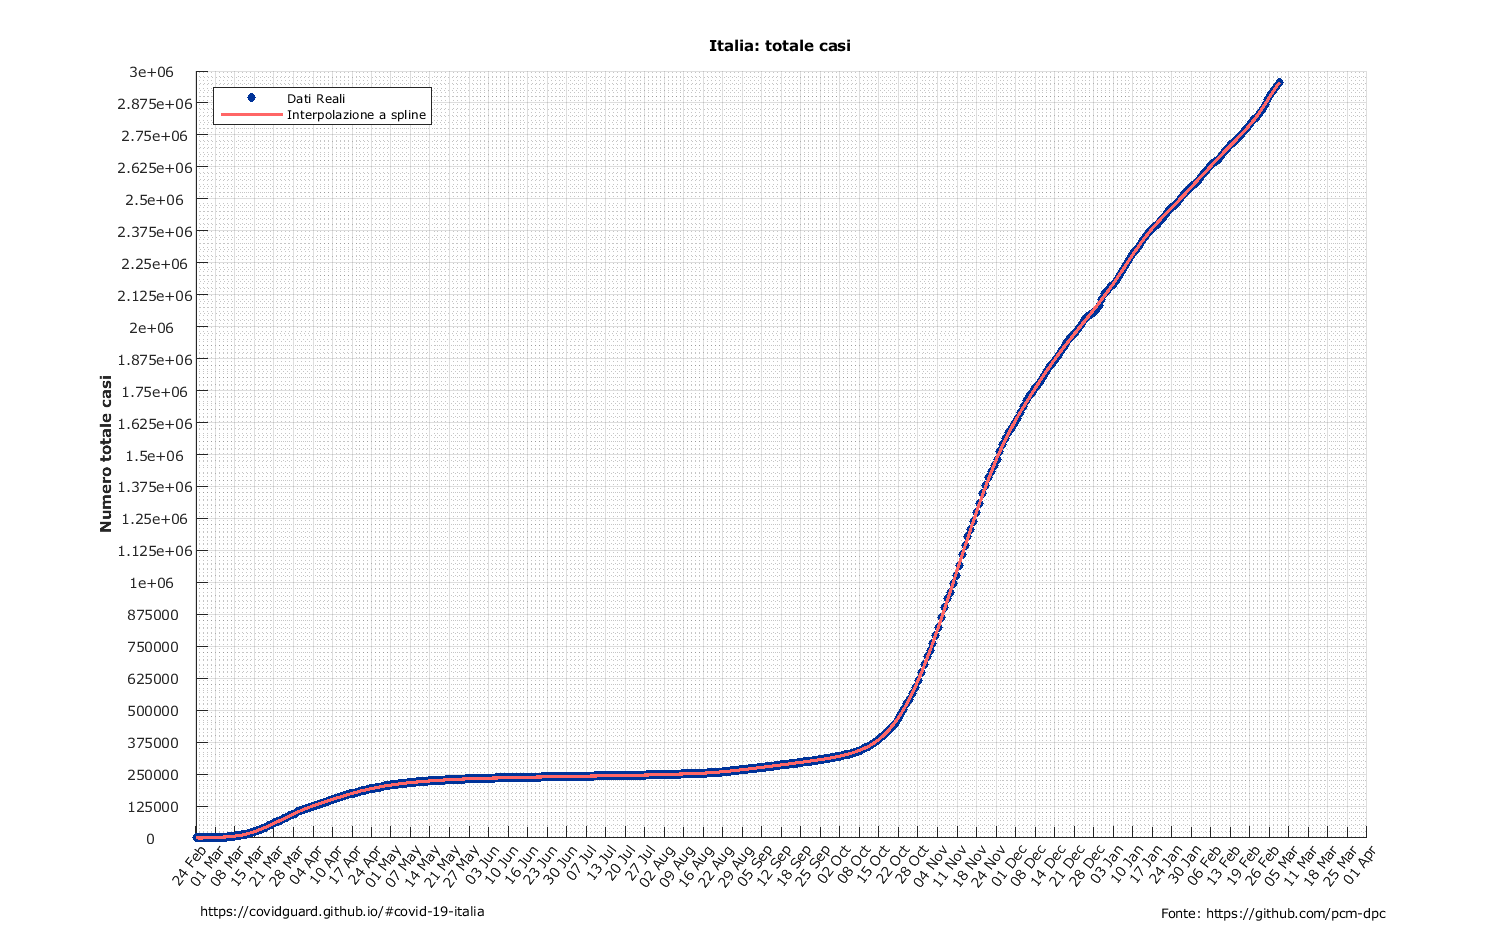 Italia: totale casi
Dati Reali
Interpolazione a spline
Numero totale casi
3e+06
2.875e+06
2.75e+06
2.625e+06
2.5e+06
2.375e+06
2.25e+06
2.125e+06
2e+06
1.875e+06
1.75e+06
1.625e+06
1.5e+06
1.375e+06
1.25e+06
1.125e+06
1e+06
875000
750000
625000
500000
375000
250000
125000
0
24 Feb
01 Mar
08 Mar
15 Mar
21 Mar
28 Mar
04 Apr
10 Apr
17 Apr
24 Apr
01 May
07 May
14 May
21 May
27 May
03 Jun
10 Jun
16 Jun
23 Jun
30 Jun
07 Jul
13 Jul
20 Jul
27 Jul
02 Aug
09 Aug
16 Aug
22 Aug
29 Aug
05 Sep
12 Sep
18 Sep
25 Sep
02 Oct
08 Oct
15 Oct
22 Oct
28 Oct
04 Nov
11 Nov
18 Nov
24 Nov
01 Dec
08 Dec
14 Dec
21 Dec
28 Dec
03 Jan
10 Jan
17 Jan
24 Jan
30 Jan
06 Feb
13 Feb
19 Feb
26 Feb
05 Mar
11 Mar
18 Mar
25 Mar
01 Apr
https://covidguard.github.io/#covid-19-italia
Fonte: https://github.com/pcm-dpc